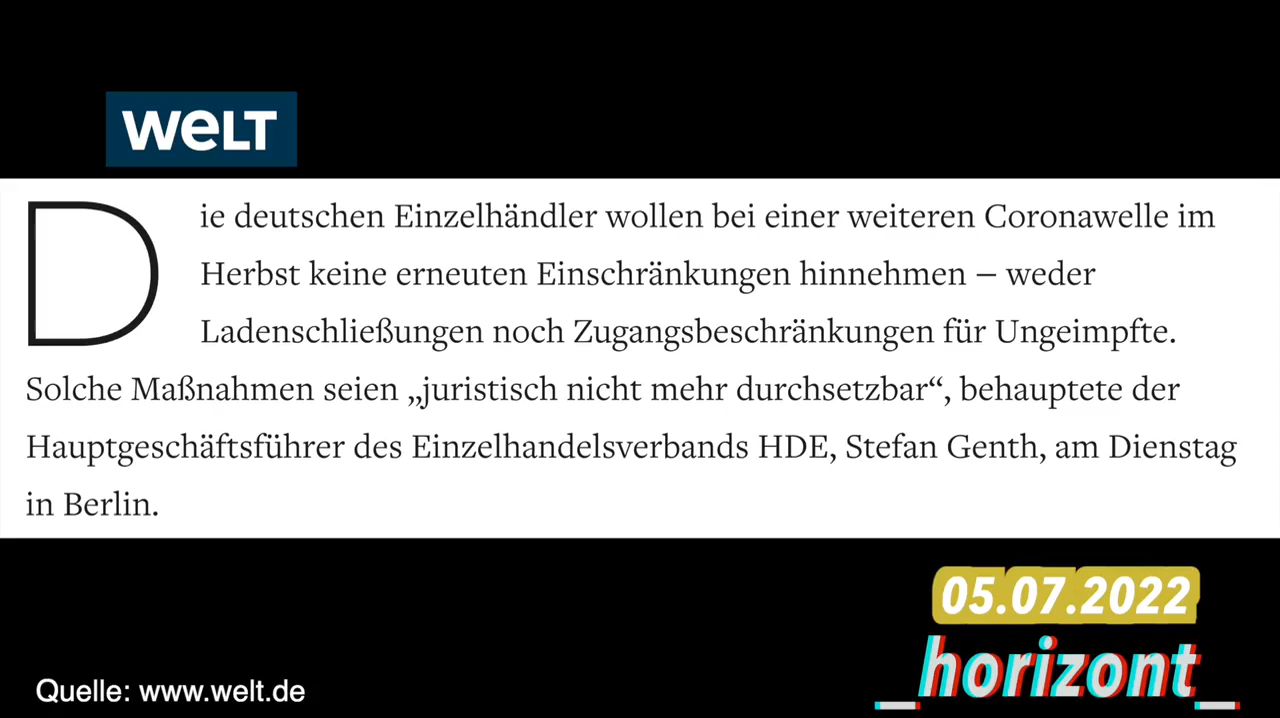 WELT
Die deutschen Einzelhändler wollen bei einer weiteren Coronawelle im
Herbst keine erneuten Einschränkungen hinnehmen – weder
Ladenschließungen noch Zugangsbeschränkungen für Ungeimpfte.
Solche Maßnahmen seien „juristisch nicht mehr durchsetzbar“, behauptete der
Hauptgeschäftsführer des Einzelhandelsverbands HDE, Stefan Genth, am Dienstag
in Berlin.
05.07.2022
_horizont_
Quelle: www.welt.de